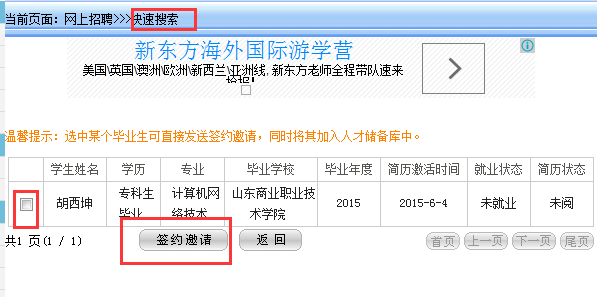 当前页面：网上招聘>>>快速搜索
新东方海外国际游学营
美国\英国\澳洲\欧洲\新西兰\亚洲线,新东方老师全程带队速来
温馨提示：选中某个毕业生可直接发送签约邀请，同时将其加入人才储备库中。
学生姓名 学历 专业 毕业学校 毕业年度 简历激活时间 就业状态 简历状态
胡西坤 专科生 计算机网 山东商业职业技 2015 2015-6-4 未就业 未阅
毕业 络技术 术学院
共1 页(1 / 1) 签约邀请 返 回 首页 上一页 下一页 尾页